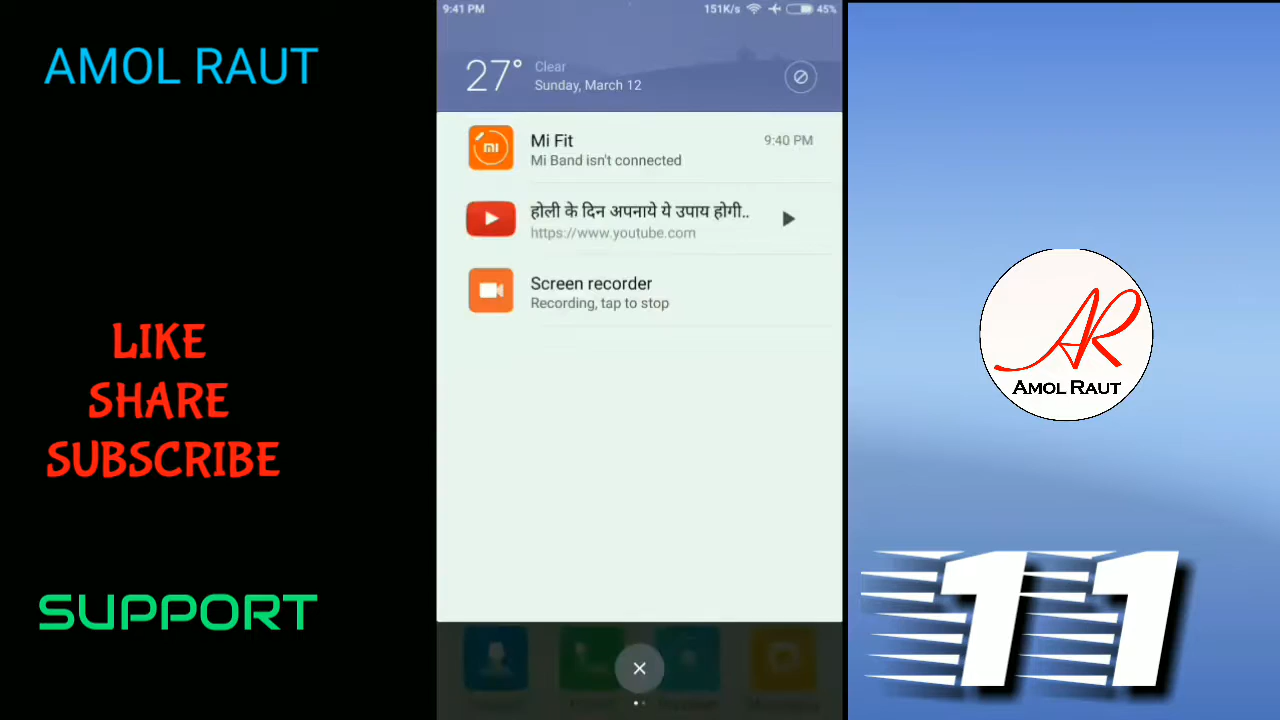 AMOL RAUT
LIKE
SHARE
SUBSCRIBE
SUPPORT
9:41 PM
151K/s
45%
27°
Clear
Sunday, March 12
Mi Fit
9:40 PM
Mi Band isn't connected
होली के दिन अपनाये ये उपाय होगी..
https://www.youtube.com
Screen recorder
Recording, tap to stop
AR
AMOL RAUT
11